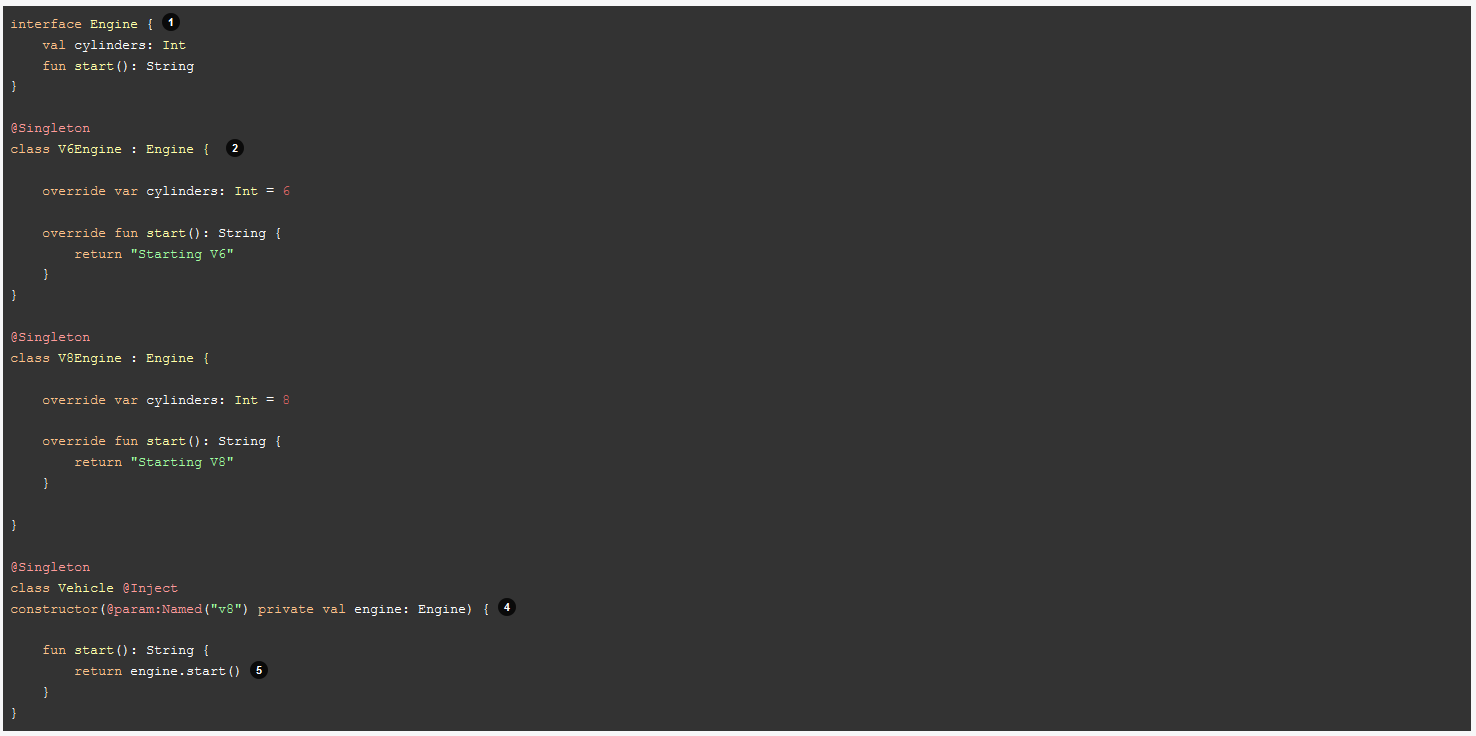 interface Engine { 1
    val cylinders: Int
    fun start(): String
}

@Singleton
class V6Engine : Engine {  2

    override var cylinders: Int = 6

    override fun start(): String {
        return "Starting V6"
    }
}

@Singleton
class V8Engine : Engine {

    override var cylinders: Int = 8

    override fun start(): String {
        return "Starting V8"
    }

}

@Singleton
class Vehicle @Inject
constructor(@param:Named("v8") private val engine: Engine) { 4

    fun start(): String {
        return engine.start() 5
    }
}